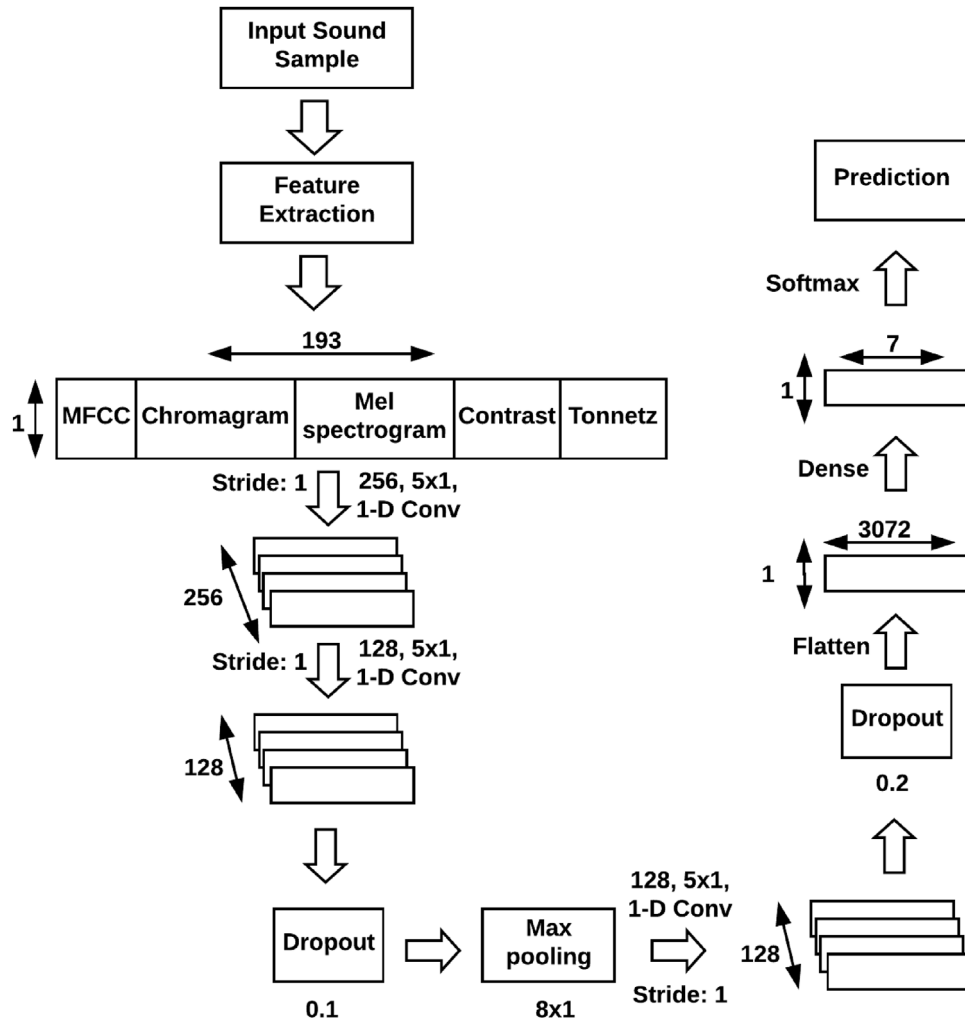 Input Sound
Sample
Feature
Extraction
193
1
MFCC
Chromagram
Mel
spectrogram
Contrast
Tonnetz
Stride: 1
256, 5x1,
1-D Conv
256
Stride: 1
128, 5x1,
1-D Conv
128
Dropout
0.1
Max
pooling
8x1
128, 5x1,
1-D Conv
Stride: 1
128
Dropout
0.2
Flatten
3072
1
Dense
7
1
Softmax
Prediction